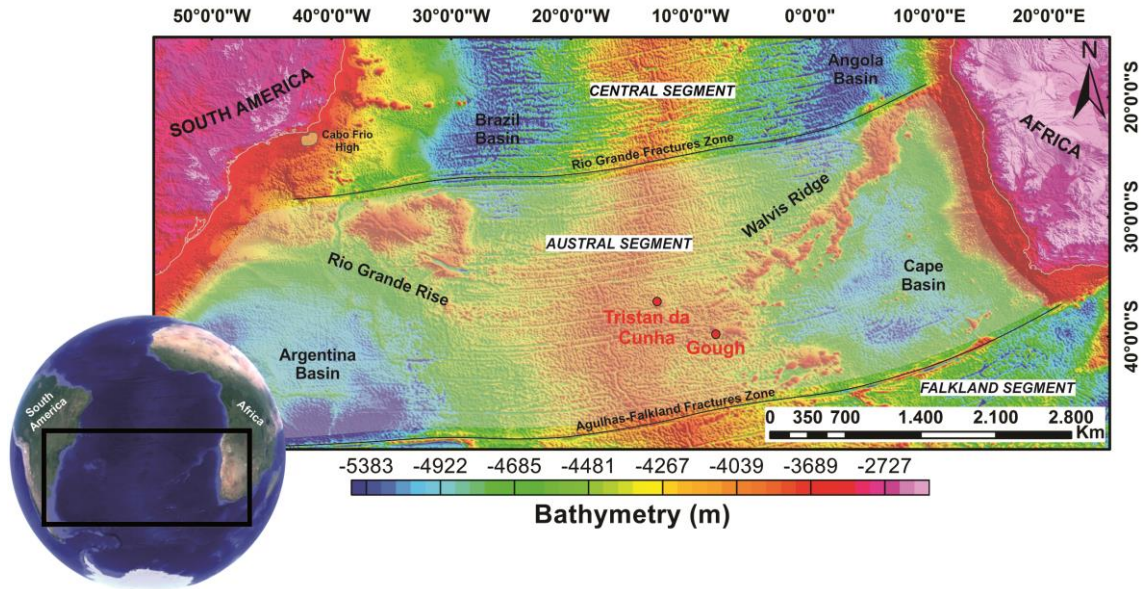 50°0'0"W 40°0'0"W 30°0'0"W 20°0'0"W 10°0'0"W 0°0'0" 10°0'0"E 20°0'0"E
N
SOUTH AMERICA
Cabo Frio
High
Brazil
Basin
CENTRAL SEGMENT
Angola
Basin
AFRICA
20°0'0"S
30°0'0"S
40°0'0"S
Rio Grande Fractures Zone
Walvis Ridge
AUSTRAL SEGMENT
Rio Grande Rise
Cape
Basin
Tristan da
Cunha
Gough
Argentina
Basin
Agulhas-Falkland Fractures Zone
FALKLAND SEGMENT
0 350 700 1.400 2.100 2.800
Km
South
America
Africa
-5383 -4922 -4685 -4481 -4267 -4039 -3689 -2727
Bathymetry (m)